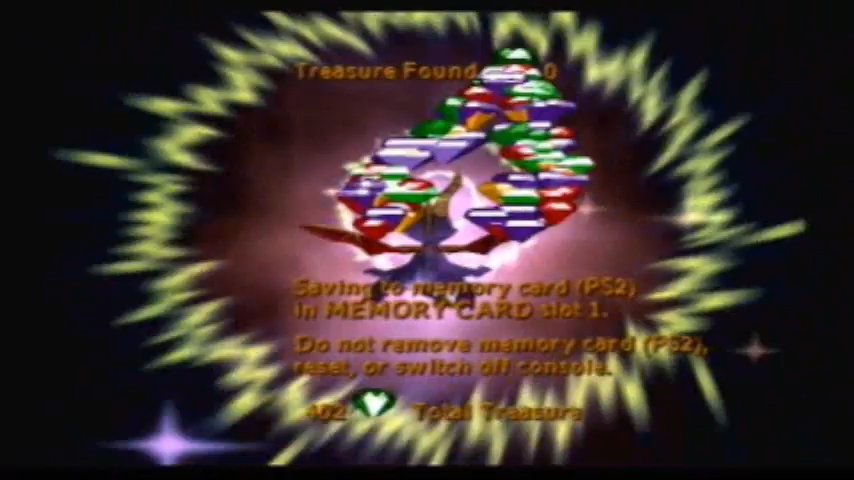 Treasure Found 0
Saving to memory card (PS2)
in MEMORY CARD slot 1.
Do not remove memory card (PS2),
reset, or switch off console.
402 Total Treasure